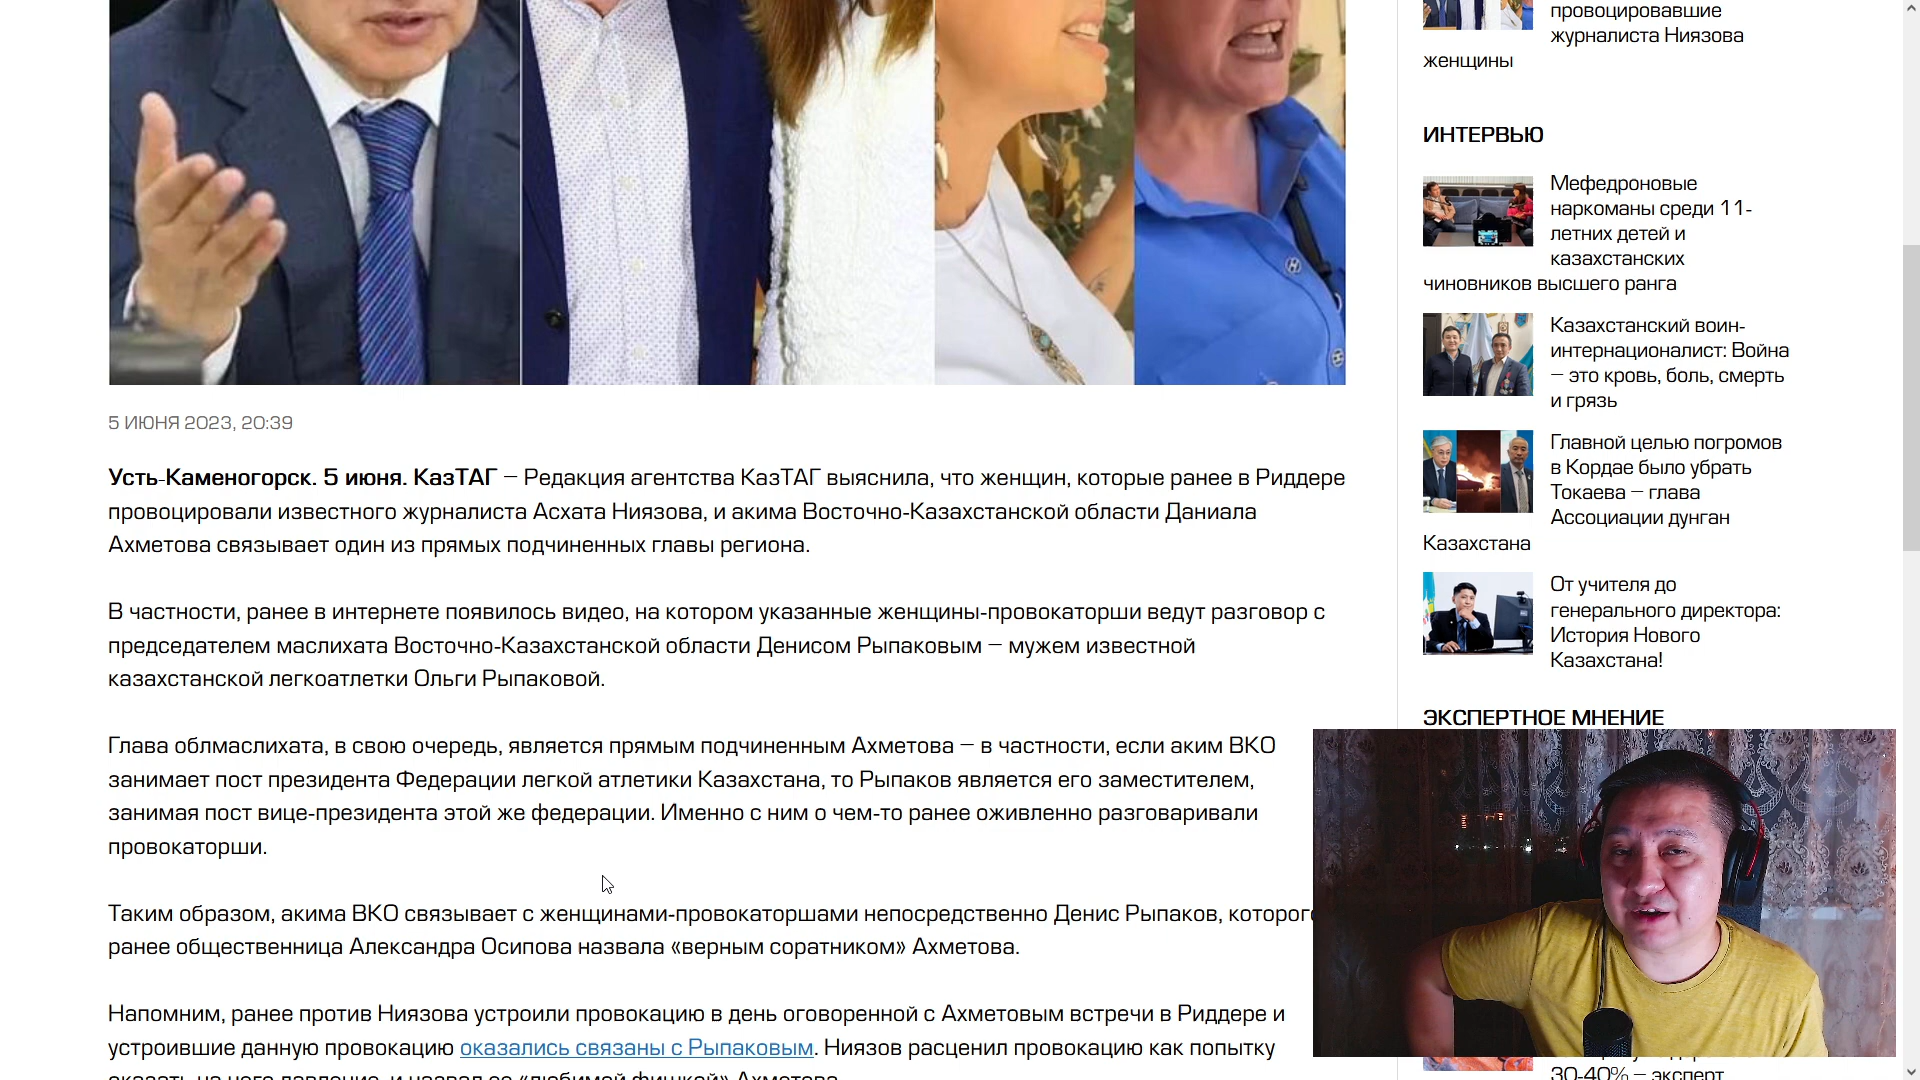 провоцировавшие
журналиста Ниязова
женщины
ИНТЕРВЬЮ
Мефедроновые
наркоманы среди 11-
летних детей и
казахстанских
чиновников высшего ранга
Казахстанский воин-
интернационалист: Война
— это кровь, боль, смерть
и грязь
Главной целью погромов
в Кордае было убрать
Токаева — глава
Ассоциации дунган
Казахстана
От учителя до
генерального директора:
История Нового
Казахстана!
ЭКСПЕРТНОЕ МНЕНИЕ
30-40% — эксперт
5 ИЮНЯ 2023, 20:39
Усть-Каменогорск. 5 июня. КазТАГ — Редакция агентства КазТАГ выяснила, что женщин, которые ранее в Риддере
провоцировали известного журналиста Асхата Ниязова, и акима Восточно-Казахстанской области Даниала
Ахметова связывает один из прямых подчиненных главы региона.
В частности, ранее в интернете появилось видео, на котором указанные женщины-провокаторши ведут разговор с
председателем маслихата Восточно-Казахстанской области Денисом Рыпаковым — мужем известной
казахстанской легкоатлетки Ольги Рыпаковой.
Глава облмаслихата, в свою очередь, является прямым подчиненным Ахметова — в частности, если аким ВКО
занимает пост президента Федерации легкой атлетики Казахстана, то Рыпаков является его заместителем,
занимая пост вице-президента этой же федерации. Именно с ним о чем-то ранее оживленно разговаривали
провокаторши.
Таким образом, акима ВКО связывает с женщинами-провокаторшами непосредственно Денис Рыпаков, которого
ранее общественница Александра Осипова назвала «верным соратником» Ахметова.
Напомним, ранее против Ниязова устроили провокацию в день оговоренной с Ахметовым встречи в Риддере и
устроившие данную провокацию оказались связаны с Рыпаковым. Ниязов расценил провокацию как попытку
оказать на него давление, и назвал ее «любимой фишкой» Ахметова.